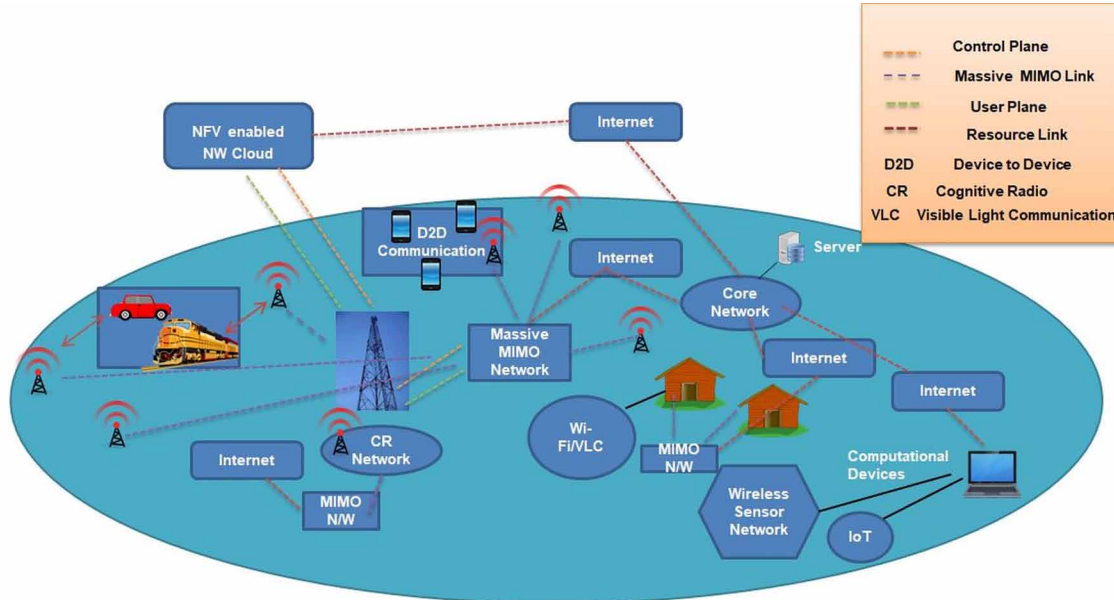 Control Plane
Massive MIMO Link
User Plane
Resource Link
D2D Device to Device
CR Cognitive Radio
VLC Visible Light Communication
NFV enabled
NW Cloud
Internet
D2D
Communication
Internet
Server
Core
Network
Massive
MIMO
Network
Internet
Internet
Wi-
Fi/VLC
CR
Network
Internet
MIMO
N/W
MIMO
N/W
Computational
Devices
Wireless
Sensor
Network
IoT